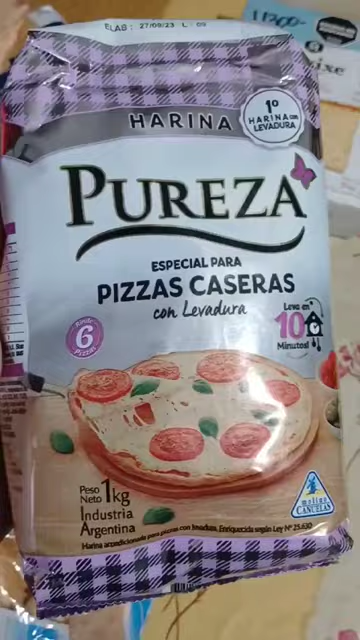 ELAB: 27/09/23 L - 09
HARINA
1º
HARINA con
LEVADURA
PUREZA
ESPECIAL PARA
PIZZAS CASERAS
con Levadura
Leva en
10
Minutos!
Rinde
6
Pizzas
Peso
Neto 1kg
Industria
Argentina
molino
CAÑUELAS
Harina acondicionada para pizzas con levadura. Enriquecida según Ley Nº 25.630